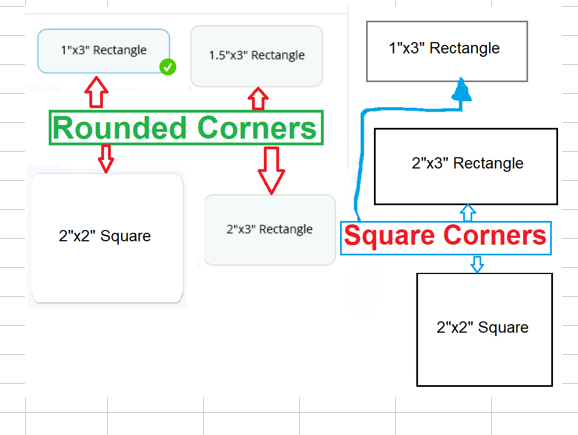 1"x3" Rectangle
1.5"x3" Rectangle
Rounded Corners
2"x2" Square
2"x3" Rectangle
1"x3" Rectangle
2"x3" Rectangle
Square Corners
2"x2" Square